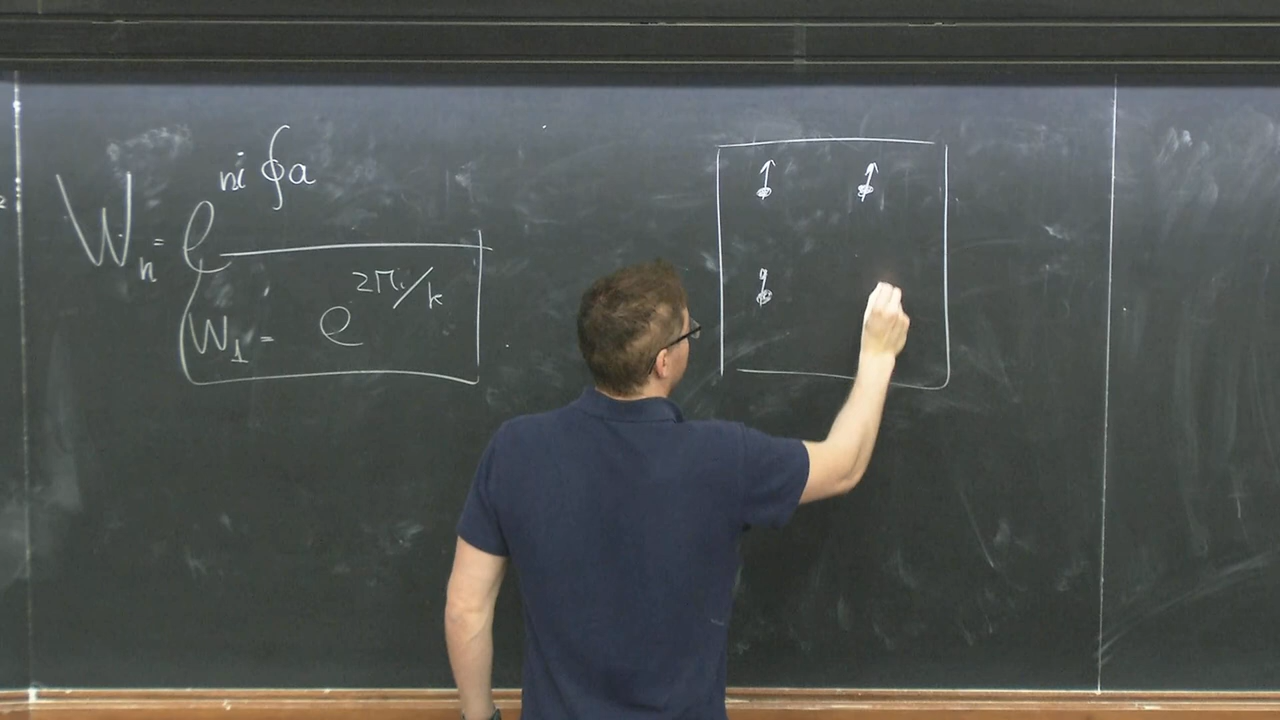 W_n = e^{ni ∮a}
W_1 = e^{2πi/k}